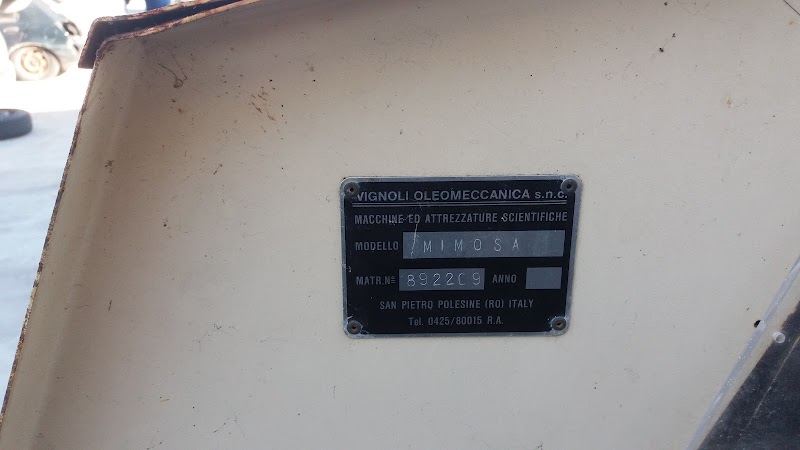 VIGNOLI OLEOMECCANICA s.n.c.
MACCHINE ED ATTREZZATURE SCIENTIFICHE
MODELLO MIMOSA
MATR.Nº 892209 ANNO
SAN PIETRO POLESINE (RO) ITALY
Tel. 0425/80015 R.A.